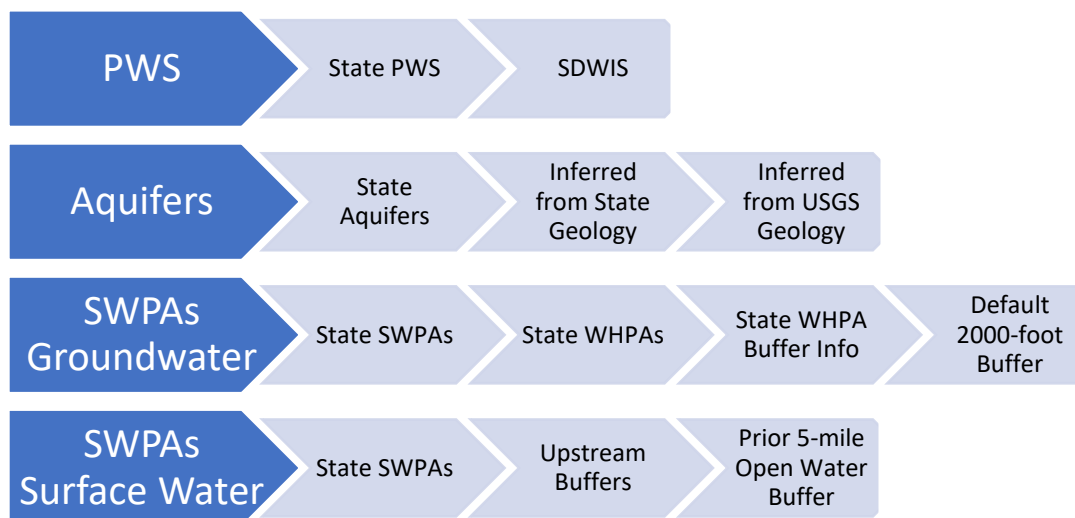 PWS
State PWS
SDWIS
Aquifers
State
Aquifers
Inferred
from State
Geology
Inferred
from USGS
Geology
SWPAs
Groundwater
State SWPAs
State WHPAs
State WHPA
Buffer Info
Default
2000-foot
Buffer
SWPAs
Surface Water
State SWPAs
Upstream
Buffers
Prior 5-mile
Open Water
Buffer